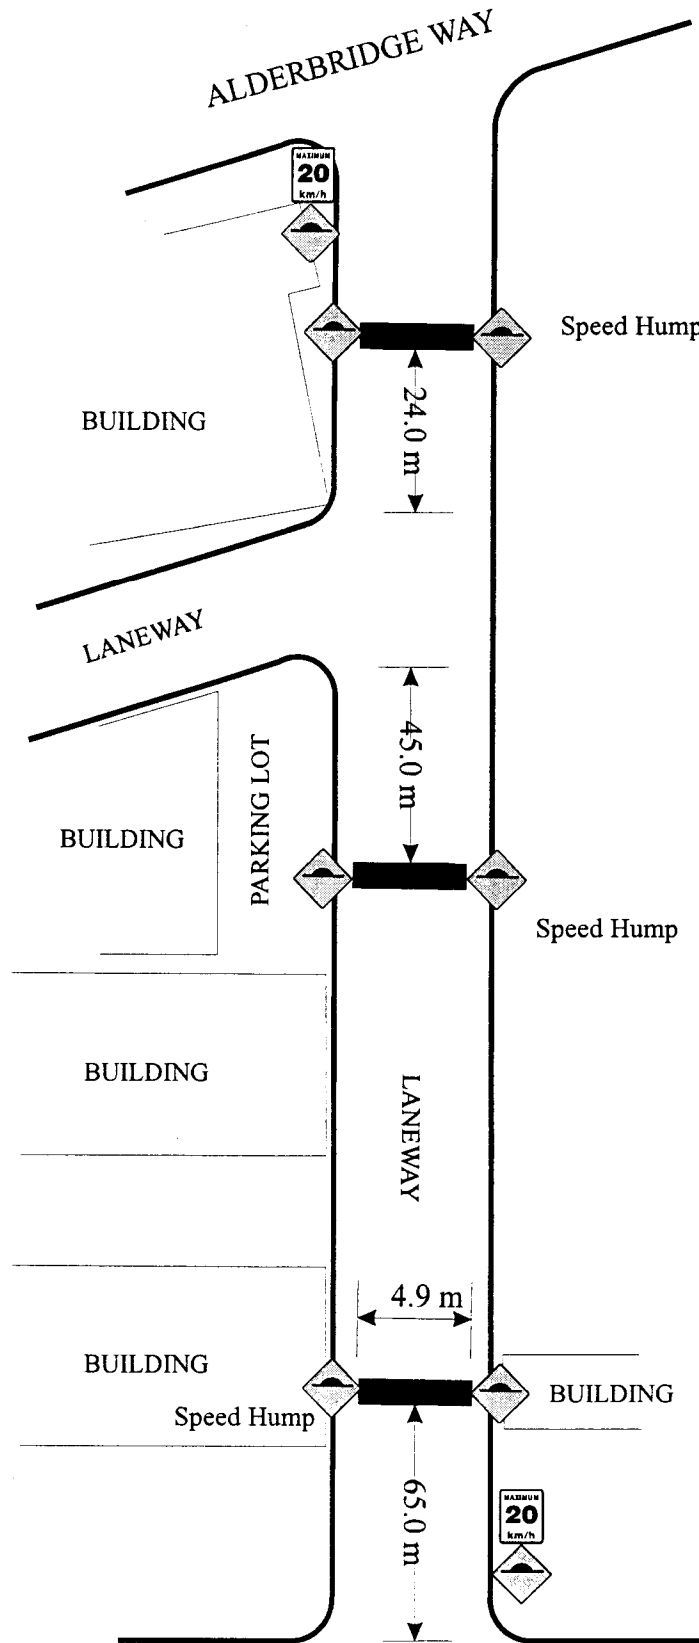 ALDERBRIDGE WAY
MAXIMUM
20
km/h
Speed Hump
24.0 m
BUILDING
LANEWAY
45.0 m
PARKING LOT
BUILDING
Speed Hump
BUILDING
LANEWAY
4.9 m
BUILDING
BUILDING
Speed Hump
65.0 m
MAXIMUM
20
km/h